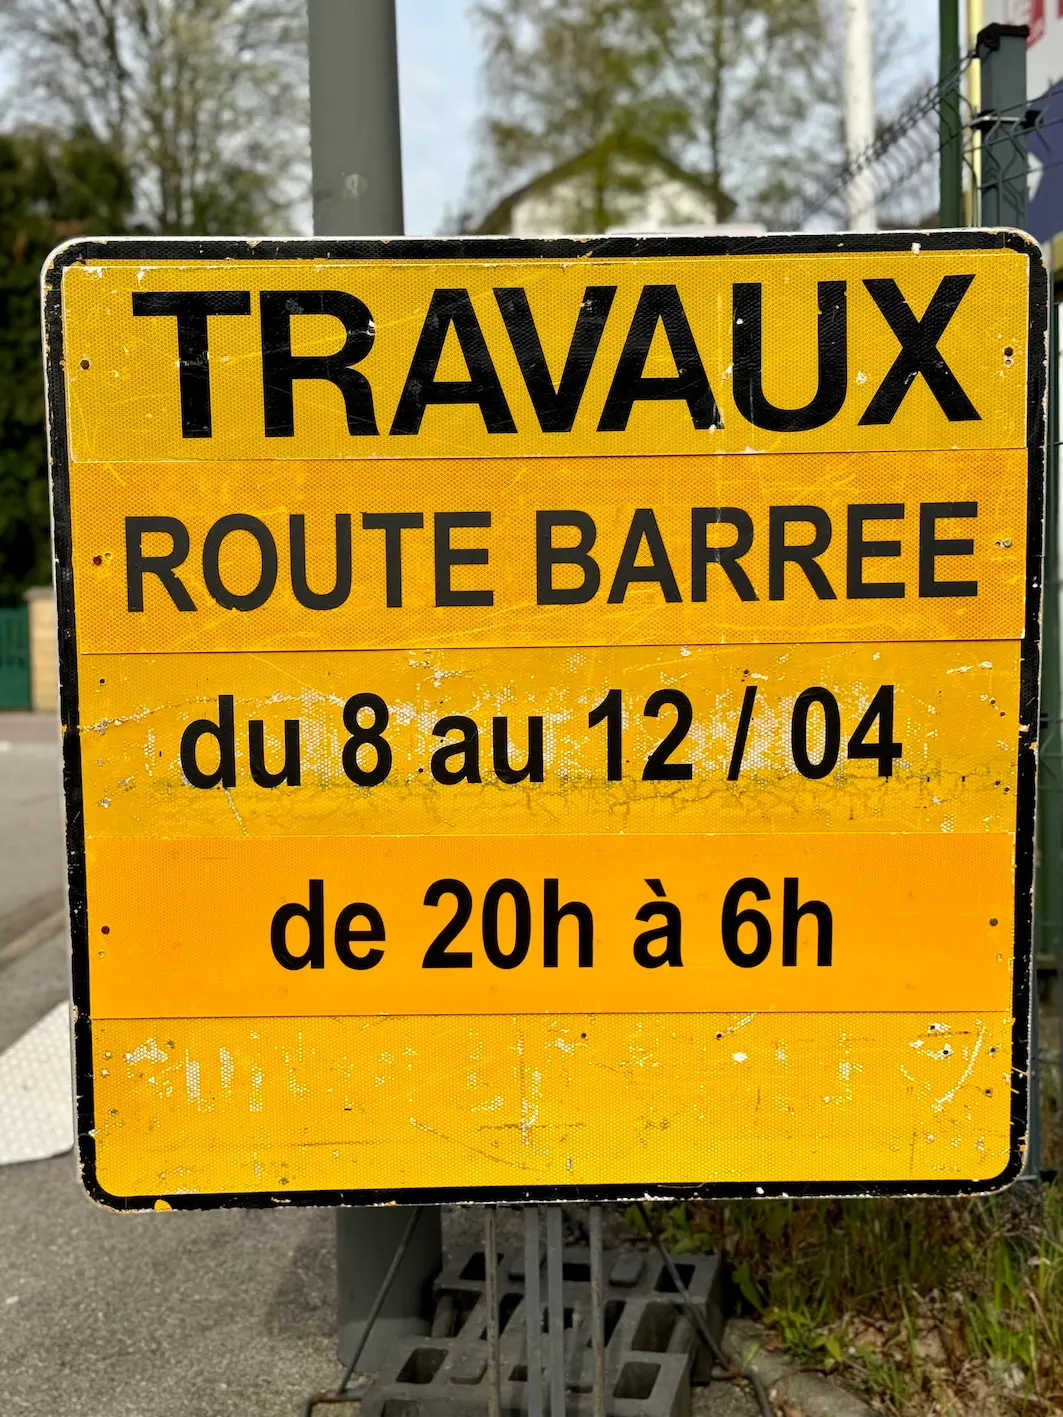 TRAVAUX
ROUTE BARREE
du 8 au 12 / 04
de 20h à 6h